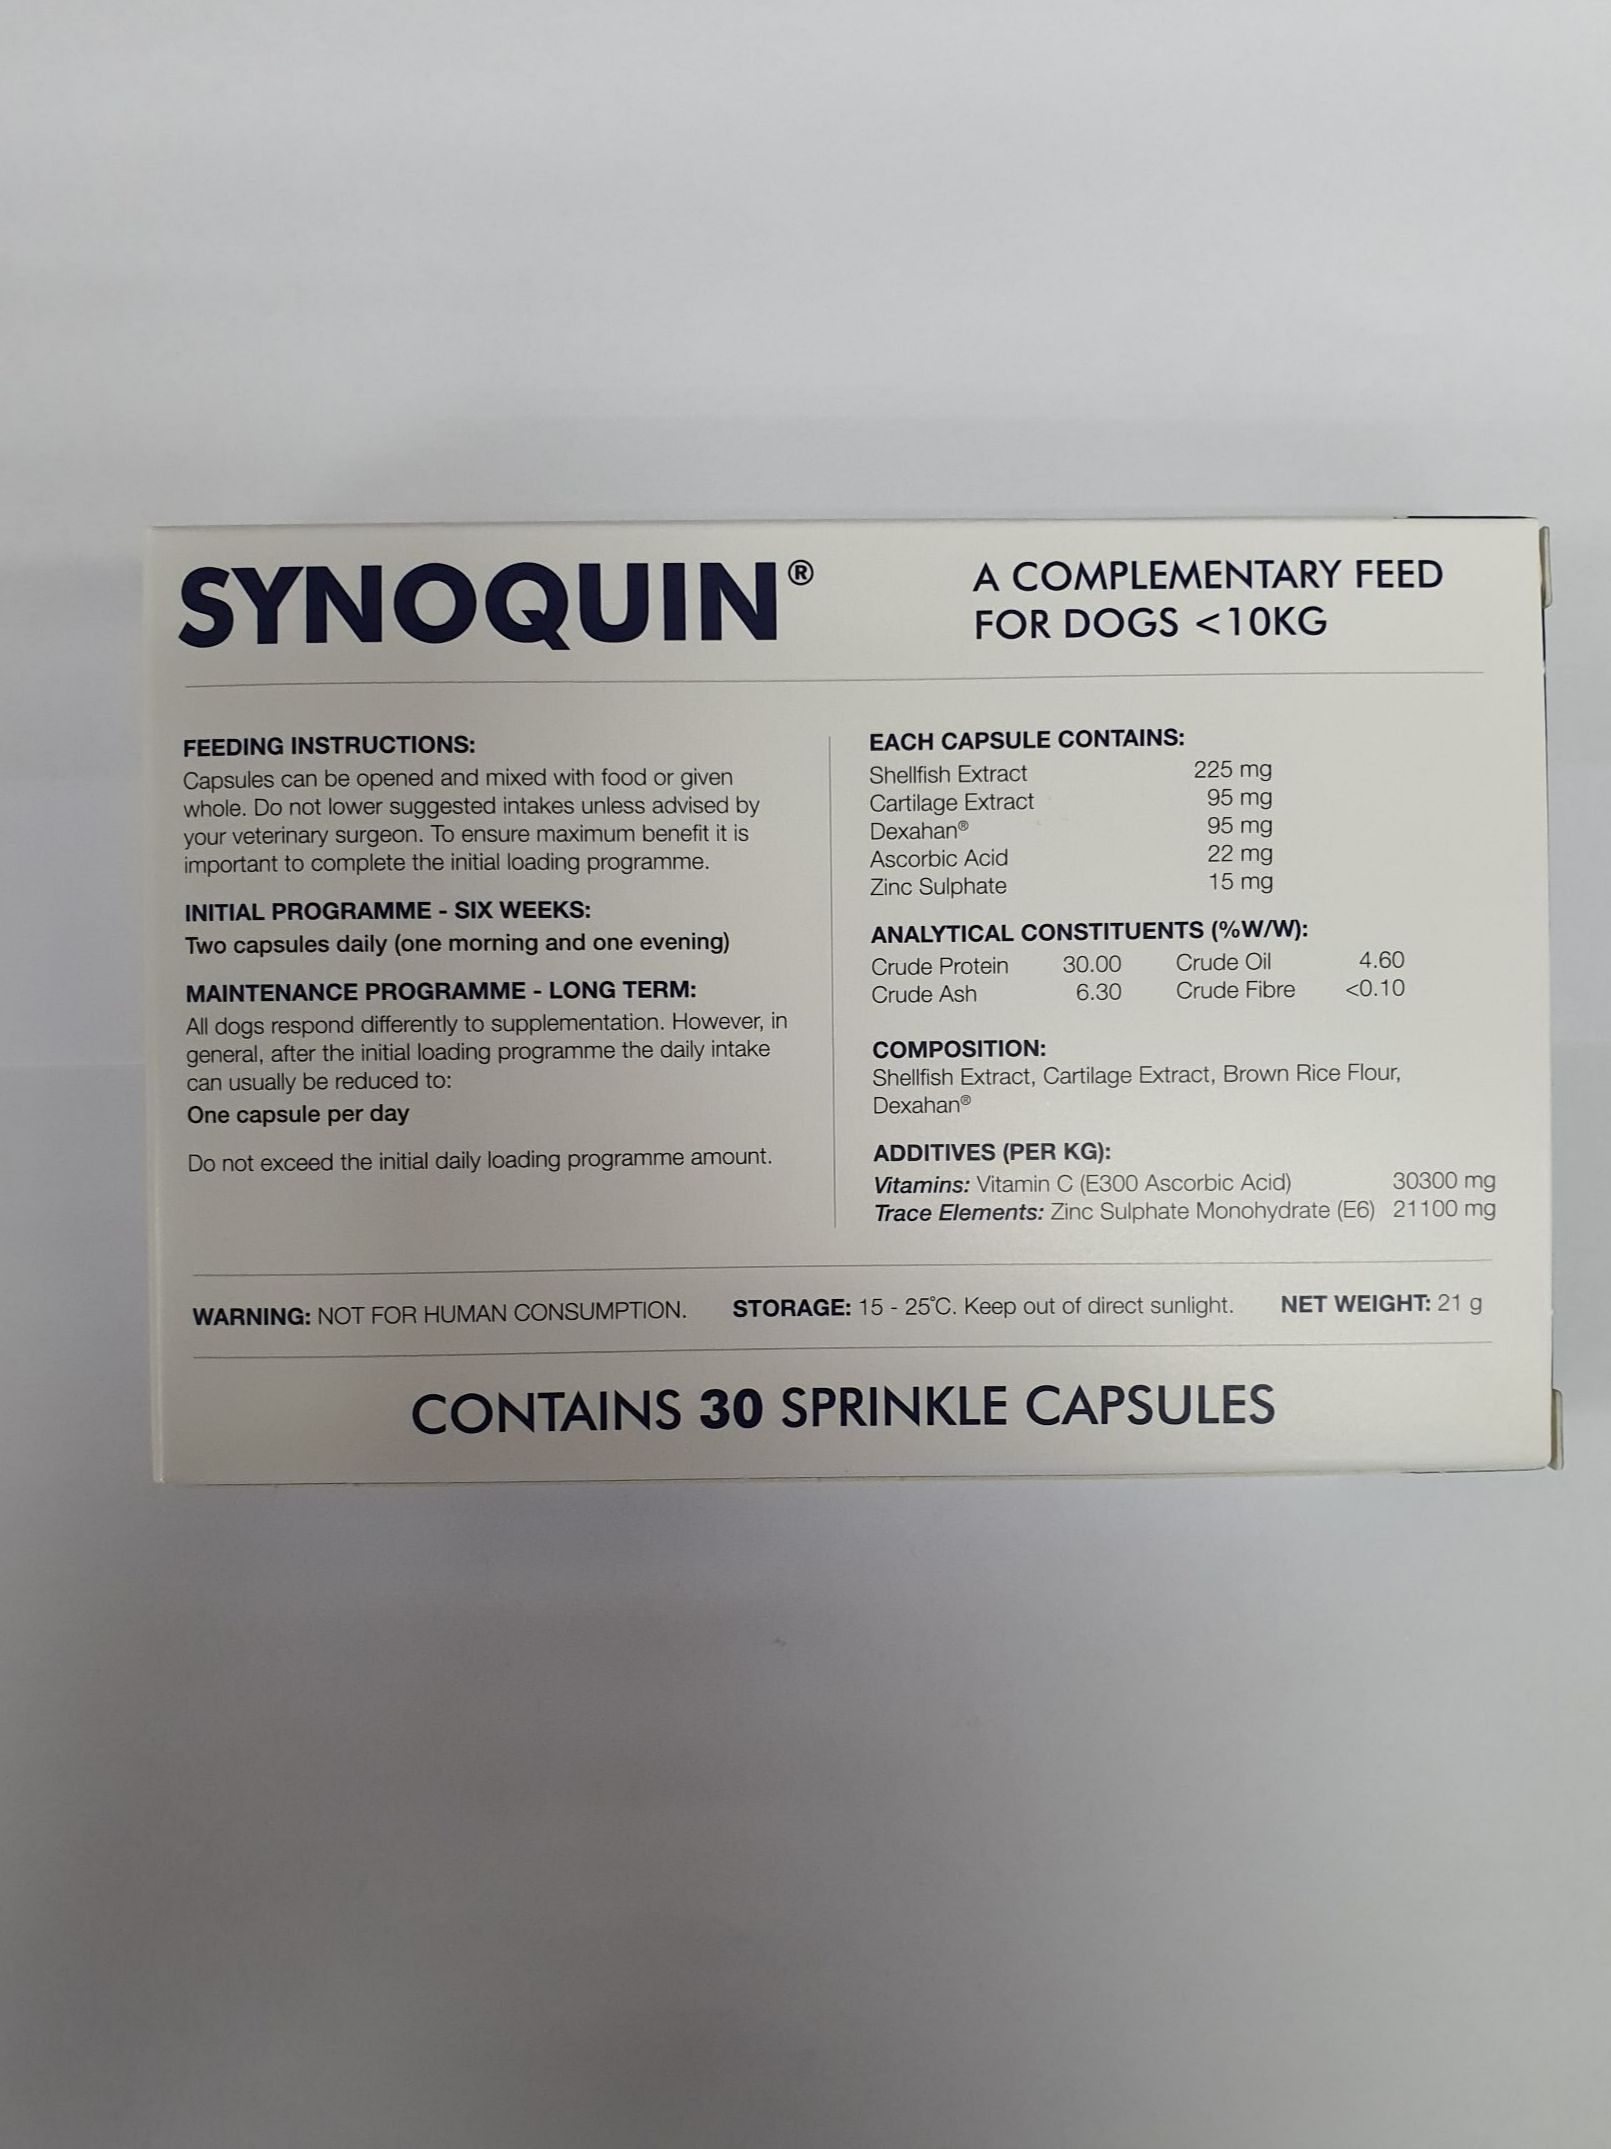 SYNOQUIN®
A COMPLEMENTARY FEED
FOR DOGS <10KG
FEEDING INSTRUCTIONS:
Capsules can be opened and mixed with food or given
whole. Do not lower suggested intakes unless advised by
your veterinary surgeon. To ensure maximum benefit it is
important to complete the initial loading programme.
INITIAL PROGRAMME - SIX WEEKS:
Two capsules daily (one morning and one evening)
MAINTENANCE PROGRAMME - LONG TERM:
All dogs respond differently to supplementation. However, in
general, after the initial loading programme the daily intake
can usually be reduced to:
One capsule per day
Do not exceed the initial daily loading programme amount.
EACH CAPSULE CONTAINS:
Shellfish Extract 225 mg
Cartilage Extract 95 mg
Dexahan® 95 mg
Ascorbic Acid 22 mg
Zinc Sulphate 15 mg
ANALYTICAL CONSTITUENTS (%W/W):
Crude Protein 30.00 Crude Oil 4.60
Crude Ash 6.30 Crude Fibre <0.10
COMPOSITION:
Shellfish Extract, Cartilage Extract, Brown Rice Flour,
Dexahan®
ADDITIVES (PER KG):
Vitamins: Vitamin C (E300 Ascorbic Acid) 30300 mg
Trace Elements: Zinc Sulphate Monohydrate (E6) 21100 mg
WARNING: NOT FOR HUMAN CONSUMPTION. STORAGE: 15 - 25°C. Keep out of direct sunlight. NET WEIGHT: 21 g
CONTAINS 30 SPRINKLE CAPSULES